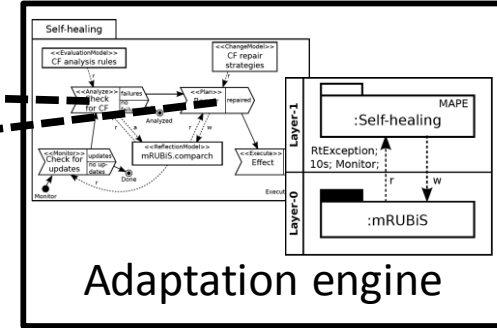 Self-healing
<<EvaluationModel>>
CF analysis rules
<<ChangeModel>>
CF repair
strategies
r
r
<<Analyze>>
Check
for CF
failures
no
<<Plan>>
repaired
Analyzed
r
a
r
w
<<Monitor>>
Check for
updates
updates
no up-
dates
<<ReflectionModel>>
mRUBiS.comparch
<<Execute>>
Effect
Done
r
Monitor
Execut
Layer-1
MAPE
:Self-healing
RtException;
10s; Monitor;
r
w
Layer-0
:mRUBiS
Adaptation engine